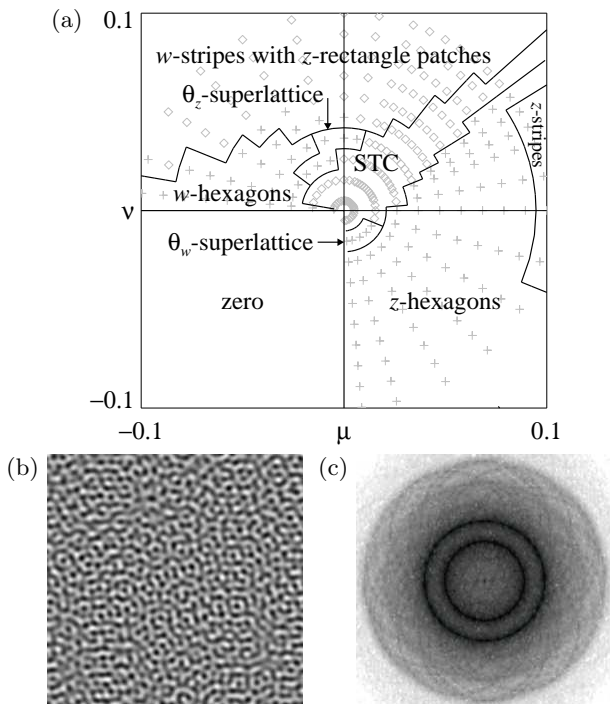 (a)
0.1
w-stripes with z-rectangle patches
θz-superlattice
z-stripes
STC
w-hexagons
ν
θw-superlattice
zero
z-hexagons
−0.1
−0.1
μ
0.1
(b)
(c)